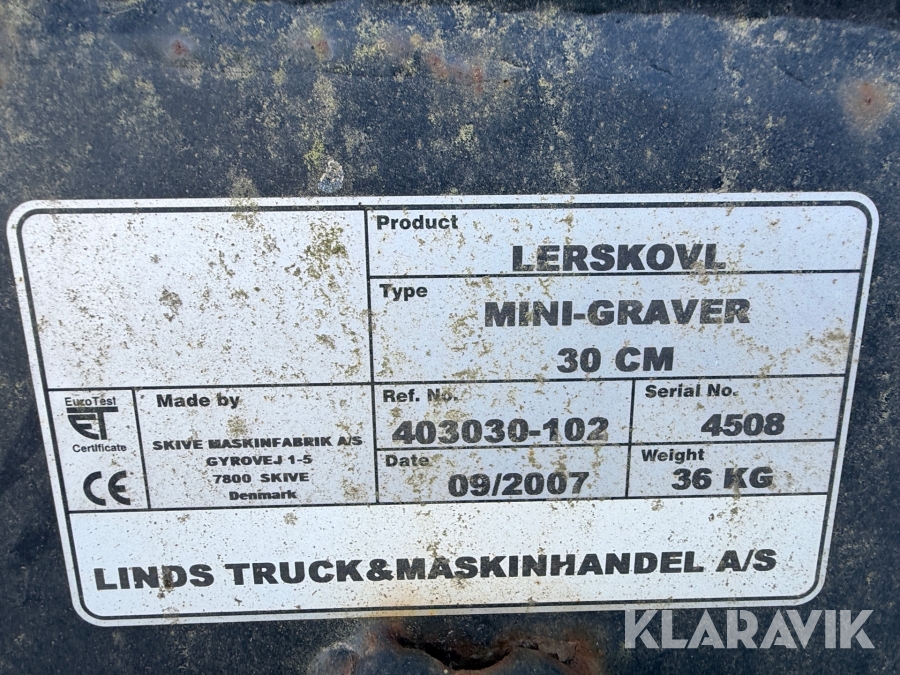 Product
LERSKOVL
Type
MINI-GRAVER
30 CM
EuroTest
ET
Certificate
CE
Made by
SKIVE MASKINFABRIK A/S
GYROVEJ 1-5
7800 SKIVE
Denmark
Ref. No.
403030-102
Serial No.
4508
Date
09/2007
Weight
36 KG
LINDS TRUCK&MASKINHANDEL A/S
KLARAVIK